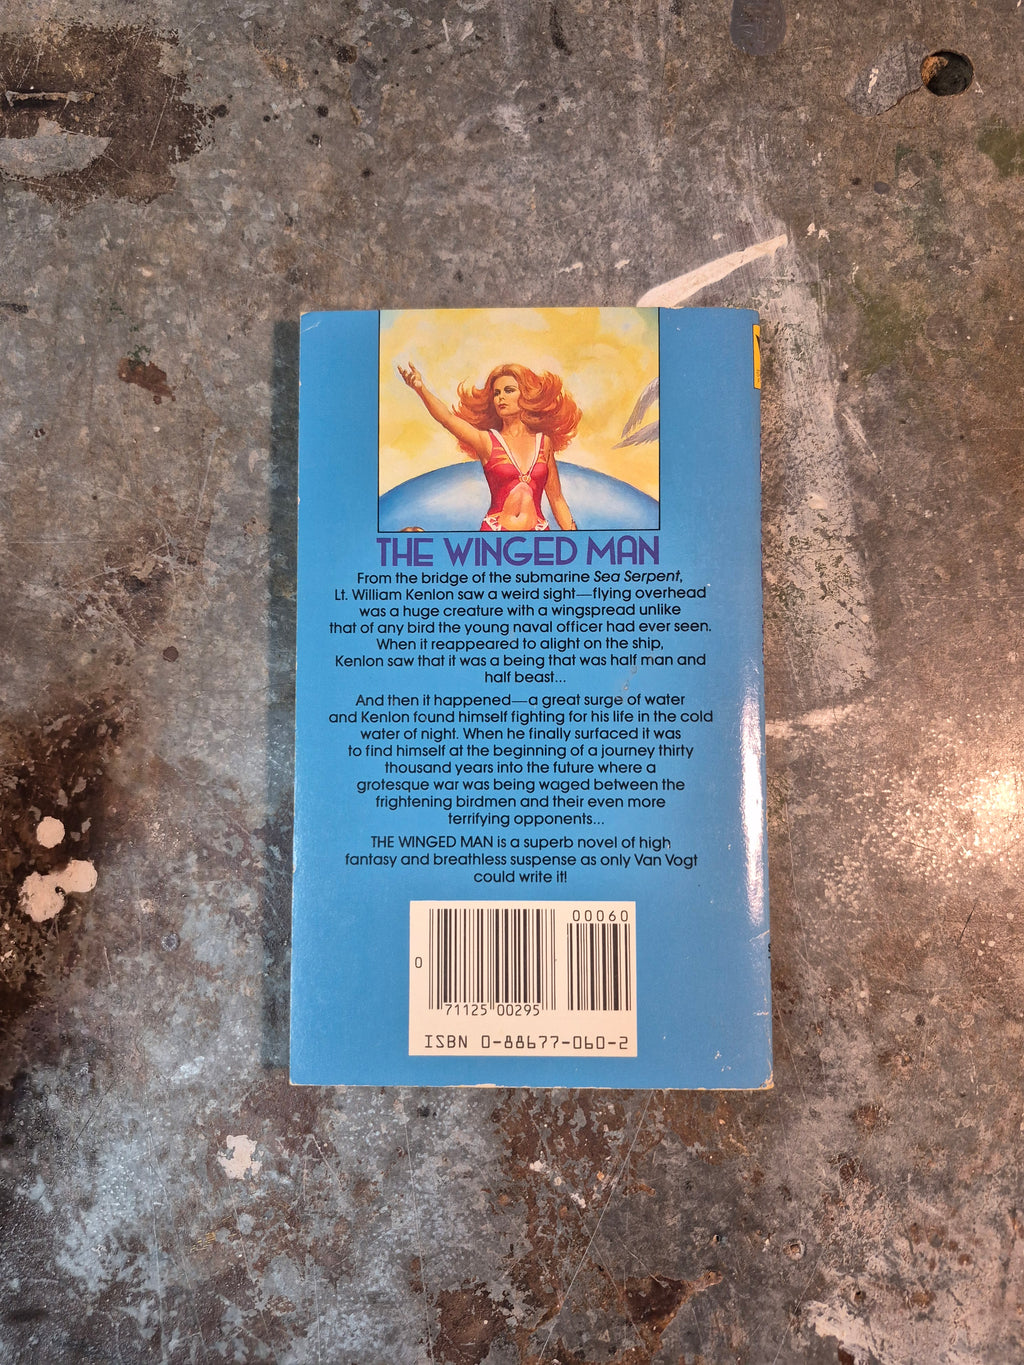 THE WINGED MAN
From the bridge of the submarine Sea Serpent,
Lt. William Kenlon saw a weird sight—flying overhead
was a huge creature with a wingspread unlike
that of any bird the young naval officer had ever seen.
When it reappeared to alight on the ship,
Kenlon saw that it was a being that was half man and
half beast...
And then it happened—a great surge of water
and Kenlon found himself fighting for his life in the cold
water of night. When he finally surfaced it was
to find himself at the beginning of a journey thirty
thousand years into the future where a
grotesque war was being waged between the
frightening birdmen and their even more
terrifying opponents...
THE WINGED MAN is a superb novel of high
fantasy and breathless suspense as only Van Vogt
could write it!
00060
0
71125 00295
ISBN 0-88677-060-2